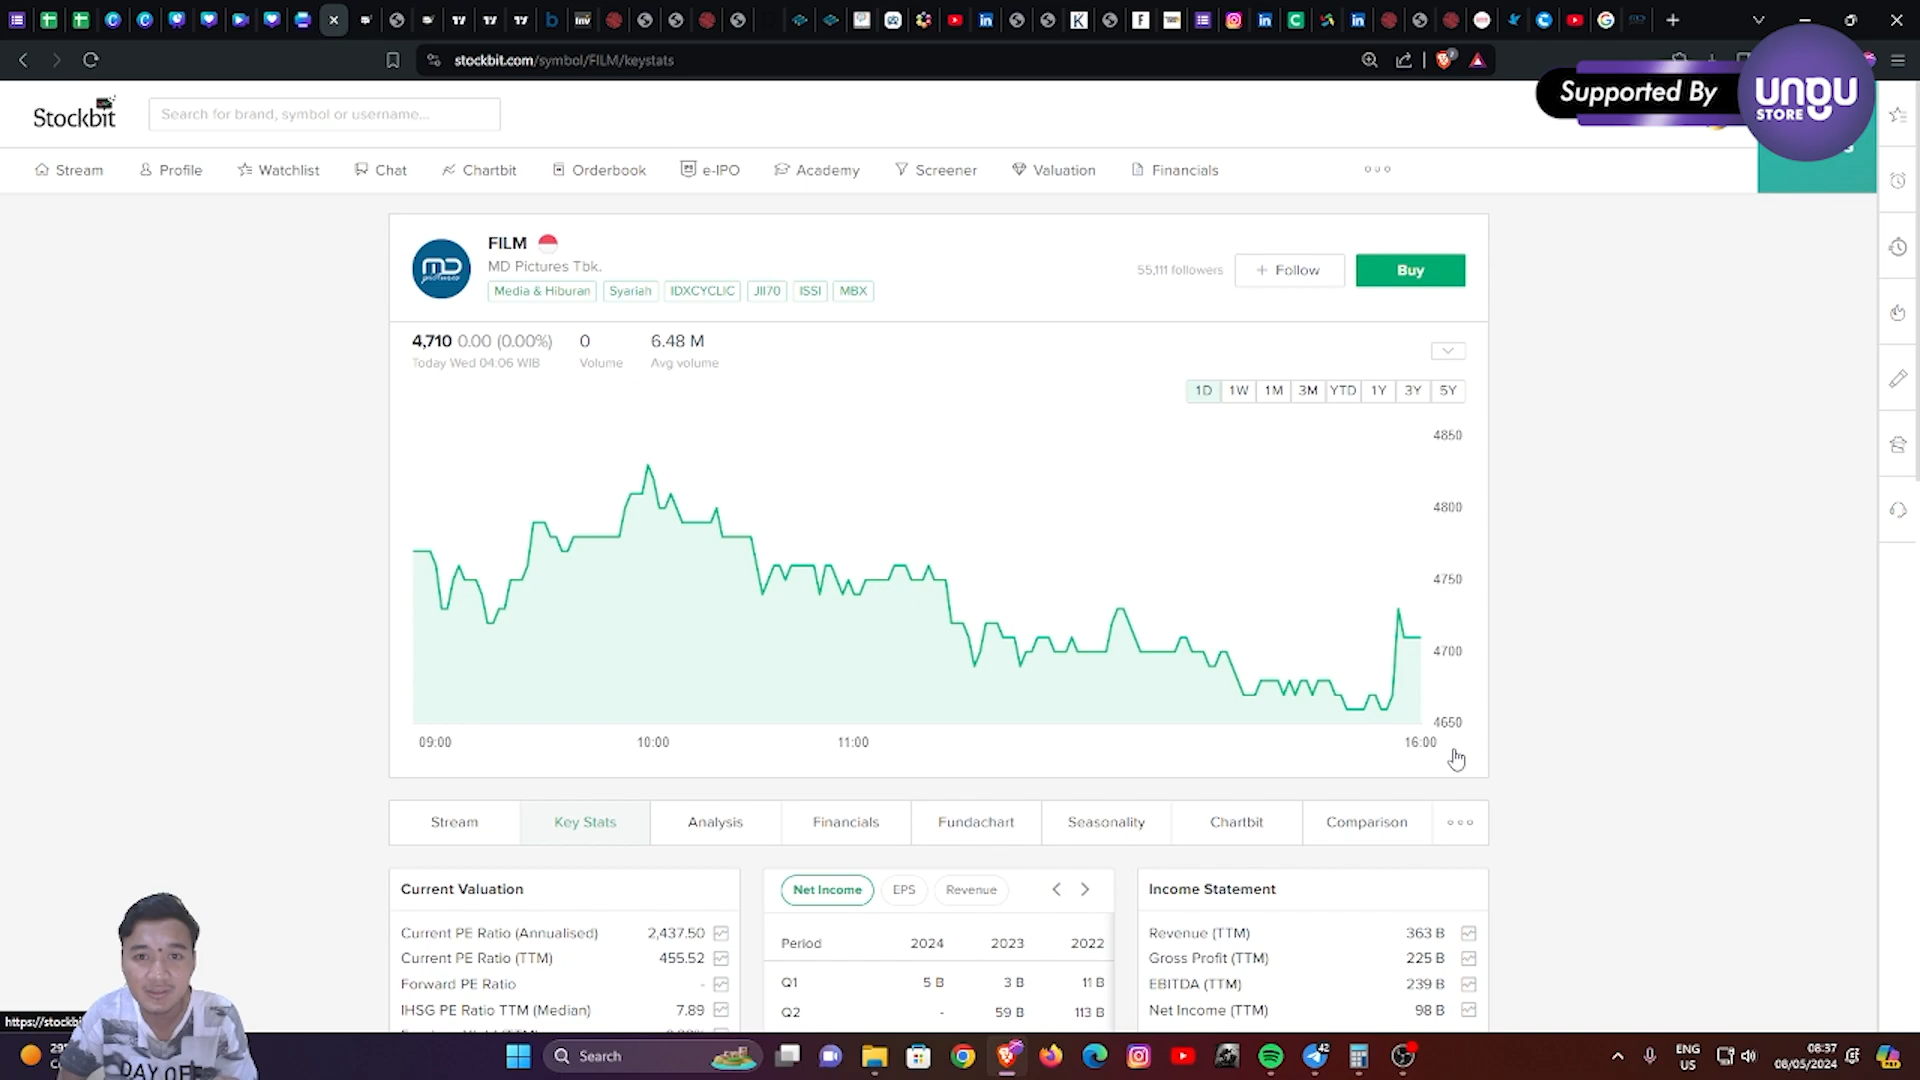 stockbit.com/symbol/FILM/keystats
Supported By
UNGU
STORE
Stockbit
Search for brand, symbol or username...
Stream
Profile
Watchlist
Chat
Chartbit
Orderbook
e-IPO
Academy
Screener
Valuation
Financials
FILM
MD Pictures Tbk.
Media & Hiburan
Syariah
IDXCYCLIC
JII70
ISSI
MBX
55,111 followers
+ Follow
Buy
4,710 0.00 (0.00%)
0
6.48 M
Today Wed 04:06 WIB
Volume
Avg volume
1D
1W
1M
3M
YTD
1Y
3Y
5Y
4850
4800
4750
4700
4650
09:00
10:00
11:00
16:00
Stream
Key Stats
Analysis
Financials
Fundachart
Seasonality
Chartbit
Comparison
Current Valuation
Current PE Ratio (Annualised) 2,437.50
Current PE Ratio (TTM) 455.52
Forward PE Ratio -
IHSG PE Ratio TTM (Median) 7.89
Net Income
EPS
Revenue
Period 2024 2023 2022
Q1 5 B 3 B 11 B
Q2 - 59 B 113 B
Income Statement
Revenue (TTM) 363 B
Gross Profit (TTM) 225 B
EBITDA (TTM) 239 B
Net Income (TTM) 98 B
https://stockbi
DAY OFF
Search
42
ENG
US
08:37
08/05/2024